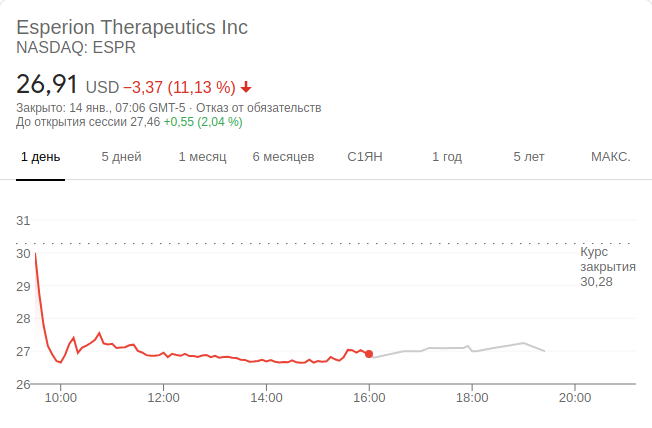 Esperion Therapeutics Inc
NASDAQ: ESPR
26,91 USD −3,37 (11,13 %)
Закрыто: 14 янв., 07:06 GMT-5 · Отказ от обязательств
До открытия сессии 27,46 +0,55 (2,04 %)
1 день 5 дней 1 месяц 6 месяцев С1ЯН 1 год 5 лет МАКС.
31
30
29
28
27
26
Курс
закрытия
30,28
10:00 12:00 14:00 16:00 18:00 20:00